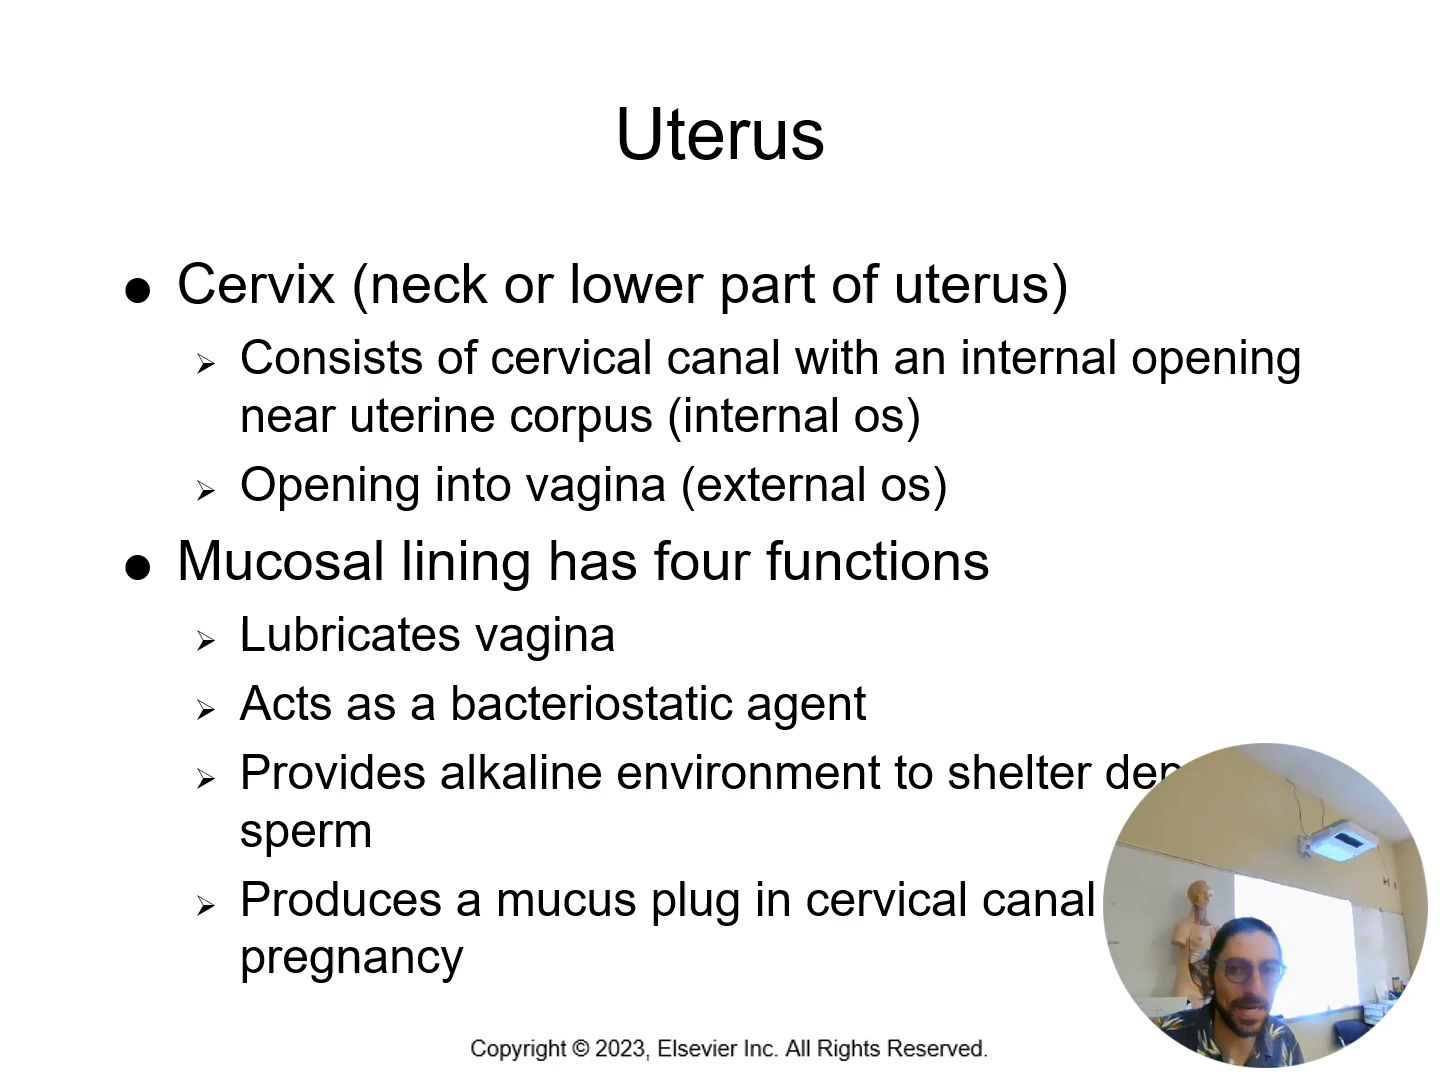 Uterus
● Cervix (neck or lower part of uterus)
➢ Consists of cervical canal with an internal opening
near uterine corpus (internal os)
➢ Opening into vagina (external os)
● Mucosal lining has four functions
➢ Lubricates vagina
➢ Acts as a bacteriostatic agent
➢ Provides alkaline environment to shelter
sperm
➢ Produces a mucus plug in cervical canal
pregnancy
Copyright © 2023, Elsevier Inc. All Rights Reserved.